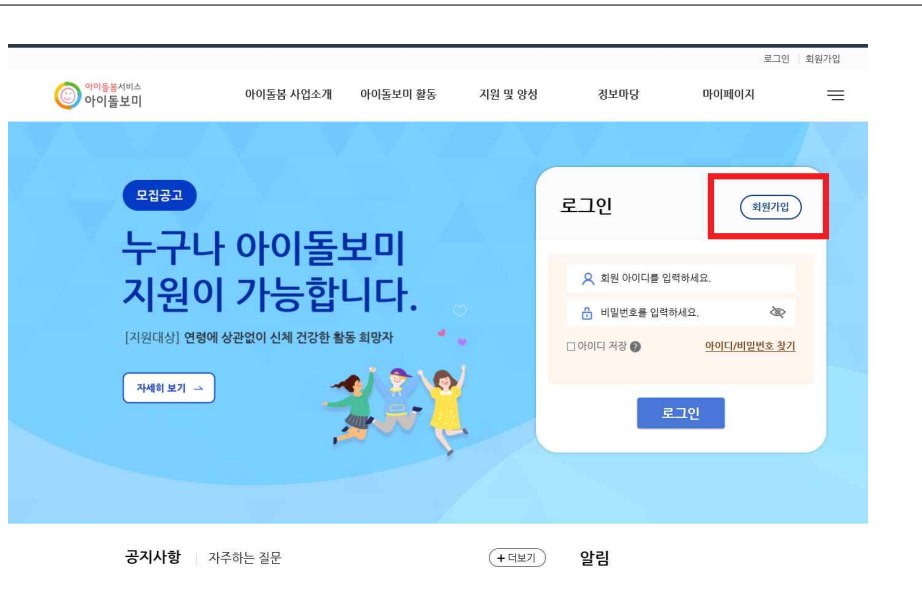 로그인 회원가입
아이돌봄서비스
아이돌보미
아이돌봄 사업소개 아이돌보미 활동 지원 및 양성 정보마당 마이페이지
모집공고
누구나 아이돌보미
지원이 가능합니다.
[지원대상] 연령에 상관없이 신체 건강한 활동 희망자
자세히 보기 →
로그인 회원가입
회원 아이디를 입력하세요.
비밀번호를 입력하세요.
아이디 저장 ? 아이디/비밀번호 찾기
로그인
공지사항 자주하는 질문 + 더보기 알림